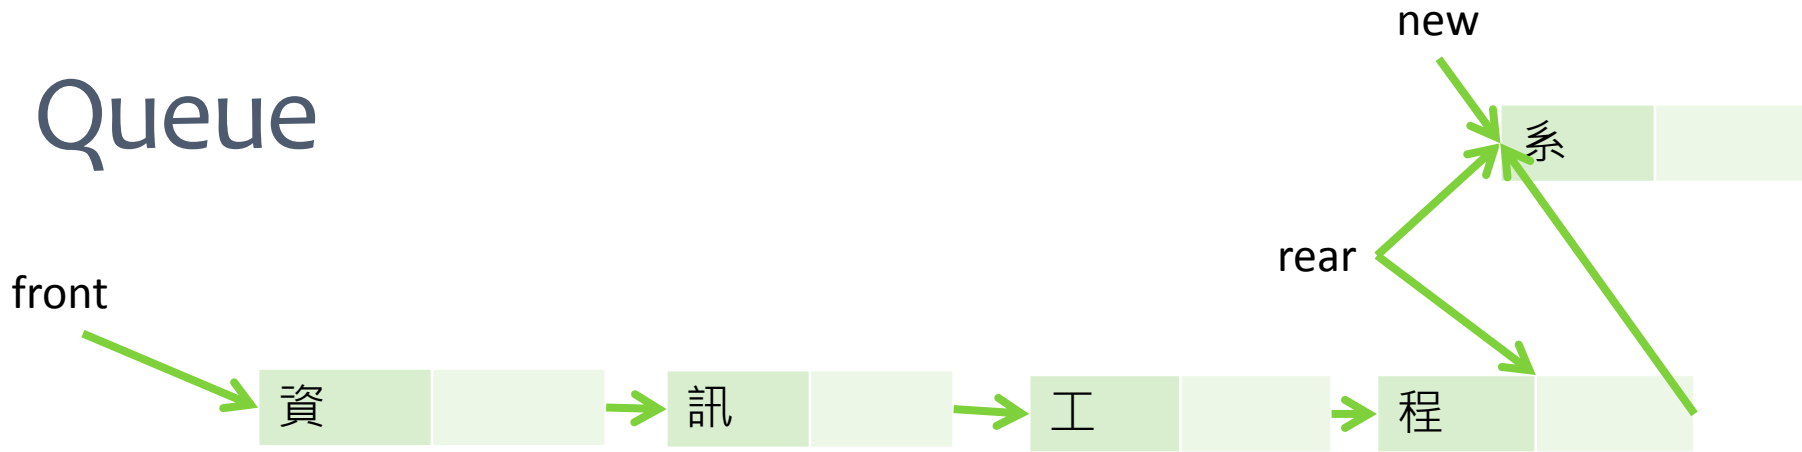 new
Queue
系
rear
front
資 訊 工 程